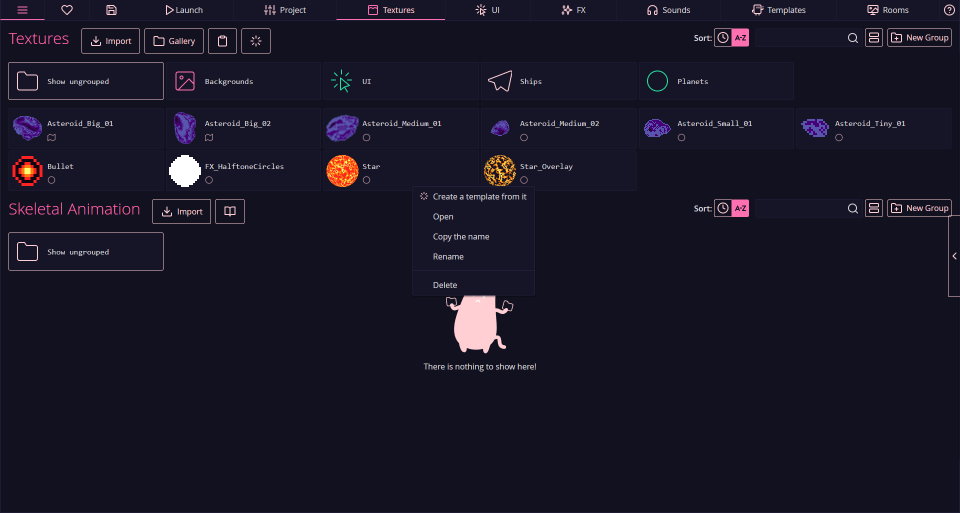 Launch
Project
Textures
UI
FX
Sounds
Templates
Rooms
Textures
Import
Gallery
Sort:
A-Z
New Group
Show ungrouped
Backgrounds
UI
Ships
Planets
Asteroid_Big_01
Asteroid_Big_02
Asteroid_Medium_01
Asteroid_Medium_02
Asteroid_Small_01
Asteroid_Tiny_01
Bullet
FX_HalftoneCircles
Star
Star_Overlay
Create a template from it
Open
Copy the name
Rename
Delete
Skeletal Animation
Import
Sort:
A-Z
New Group
Show ungrouped
There is nothing to show here!